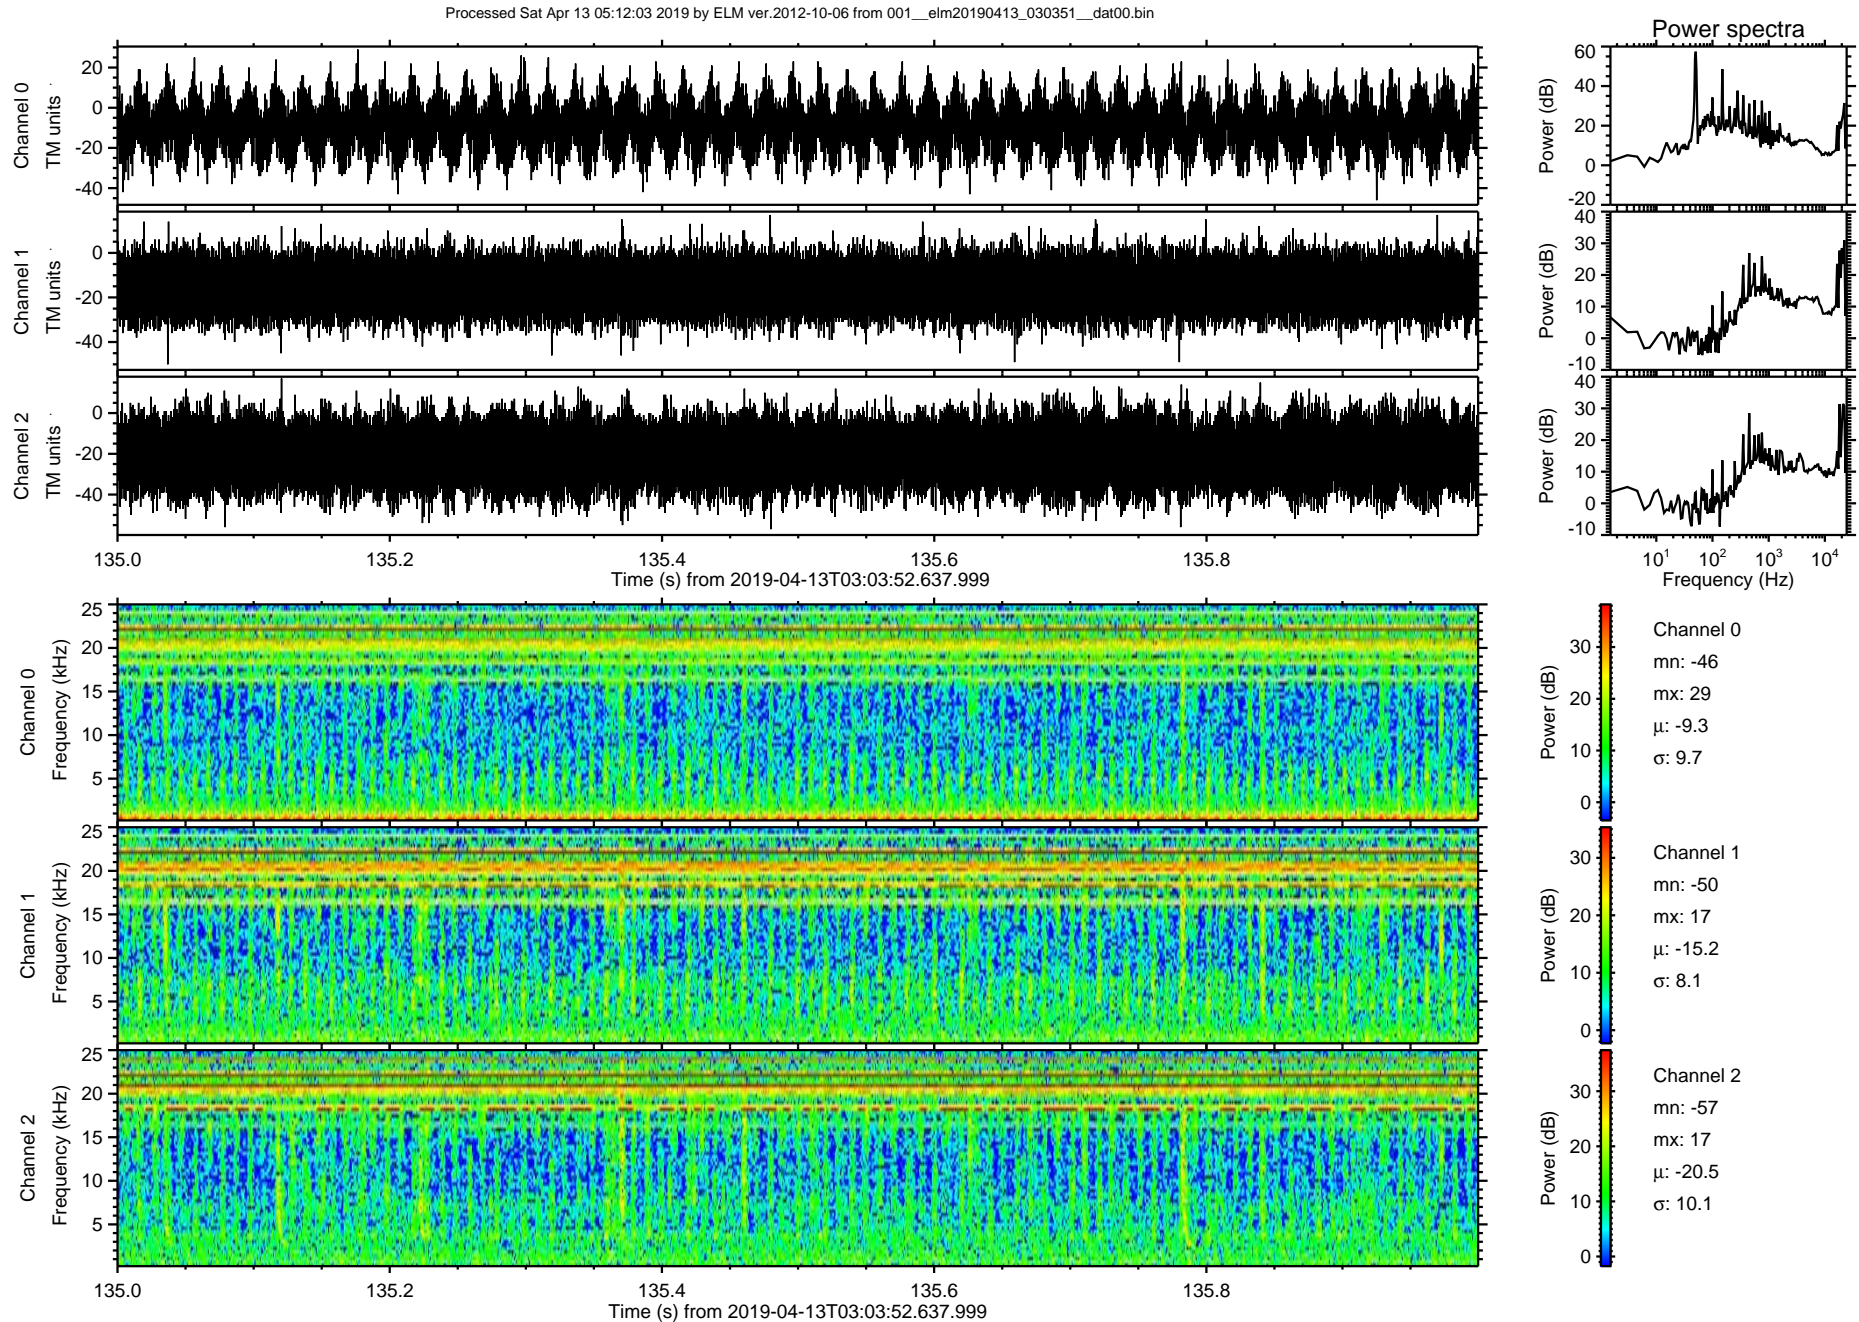 Processed Sat Apr 13 05:12:03 2019 by ELM ver.2012-10-06 from 001__elm20190413_030351__dat00.bin
Power spectra
Channel 0
TM units
20
0
-20
-40
Power (dB)
60
40
20
0
-20
Channel 1
TM units
0
-20
-40
Power (dB)
40
30
20
10
0
-10
Channel 2
TM units
0
-20
-40
Power (dB)
40
30
20
10
0
-10
135.0 135.2 135.4 135.6 135.8
Time (s) from 2019-04-13T03:03:52.637.999
10¹ 10² 10³ 10⁴
Frequency (Hz)
Channel 0
Frequency (kHz)
25
20
15
10
5
Power (dB)
30
20
10
0
Channel 0
mn: -46
mx: 29
μ: -9.3
σ: 9.7
Channel 1
Frequency (kHz)
25
20
15
10
5
Power (dB)
30
20
10
0
Channel 1
mn: -50
mx: 17
μ: -15.2
σ: 8.1
Channel 2
Frequency (kHz)
25
20
15
10
5
Power (dB)
30
20
10
0
Channel 2
mn: -57
mx: 17
μ: -20.5
σ: 10.1
135.0 135.2 135.4 135.6 135.8
Time (s) from 2019-04-13T03:03:52.637.999